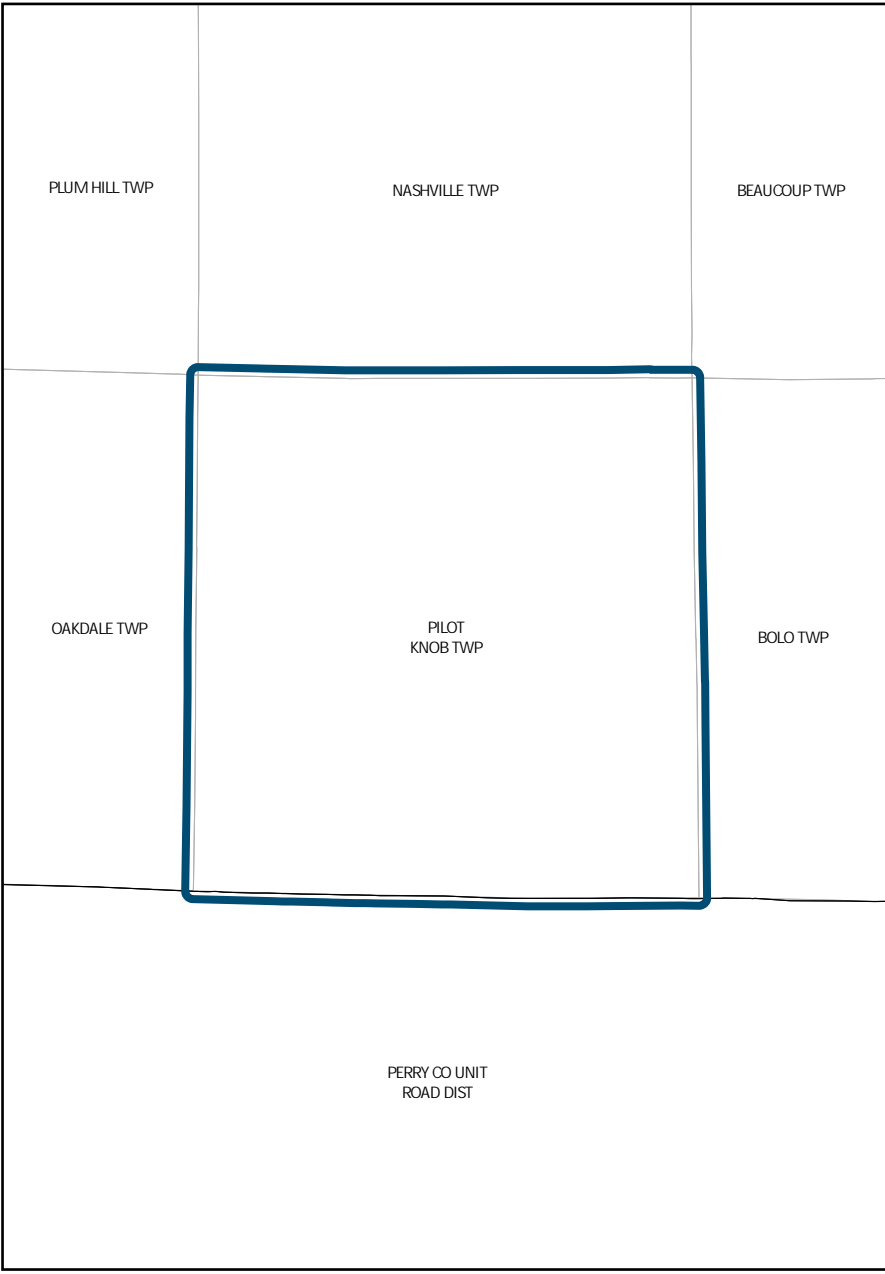 PLUM HILL TWP
NASHVILLE TWP
BEAUCOUP TWP
OAKDALE TWP
PILOT
KNOB TWP
BOLO TWP
PERRY CO UNIT
ROAD DIST